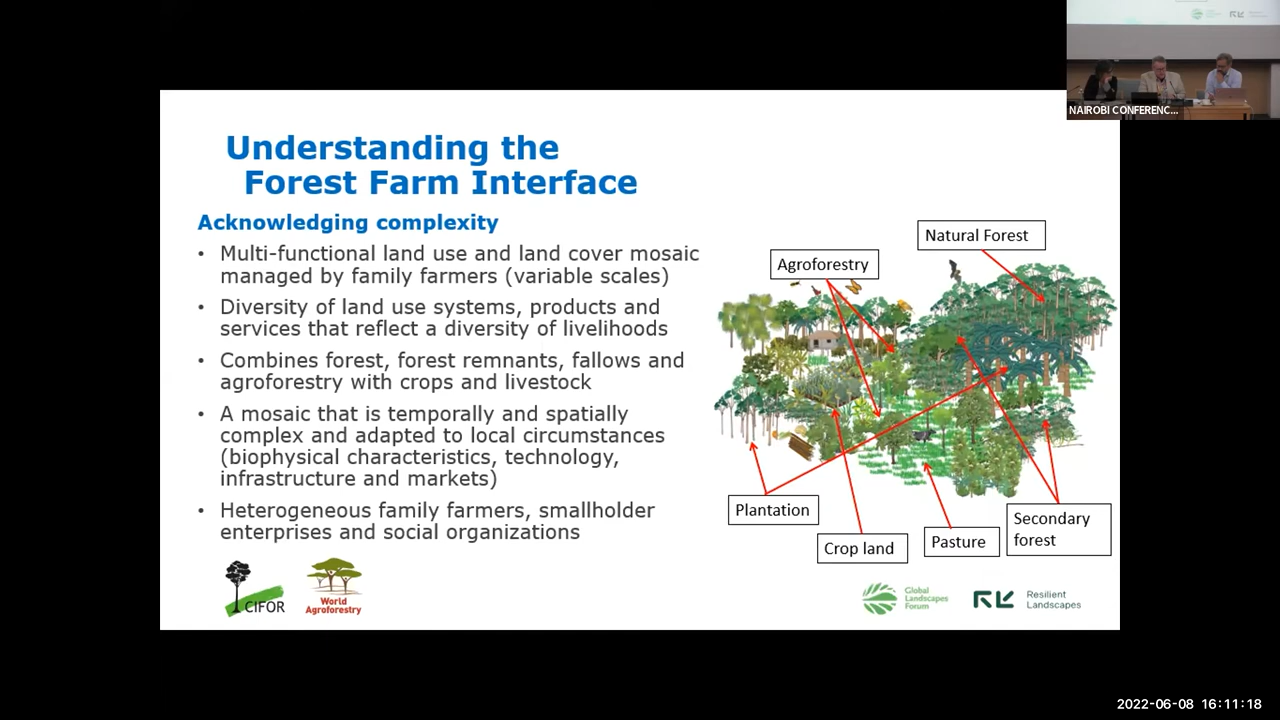 NAIROBI CONFERENC...
Understanding the
Forest Farm Interface
Acknowledging complexity
• Multi-functional land use and land cover mosaic
managed by family farmers (variable scales)
• Diversity of land use systems, products and
services that reflect a diversity of livelihoods
• Combines forest, forest remnants, fallows and
agroforestry with crops and livestock
• A mosaic that is temporally and spatially
complex and adapted to local circumstances
(biophysical characteristics, technology,
infrastructure and markets)
• Heterogeneous family farmers, smallholder
enterprises and social organizations
Natural Forest
Agroforestry
Plantation
Crop land
Pasture
Secondary
forest
CIFOR
World
Agroforestry
Global
Landscapes
Forum
Resilient
Landscapes
2022-06-08 16:11:18